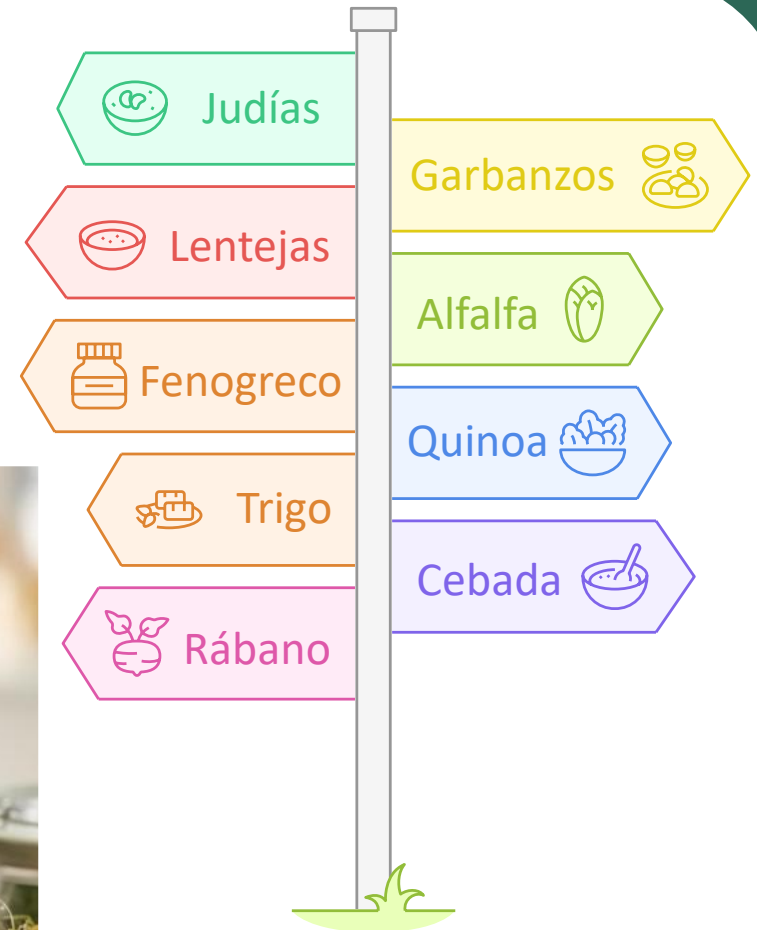 Judías
Garbanzos
Lentejas
Alfalfa
Fenogreco
Quinoa
Trigo
Cebada
Rábano